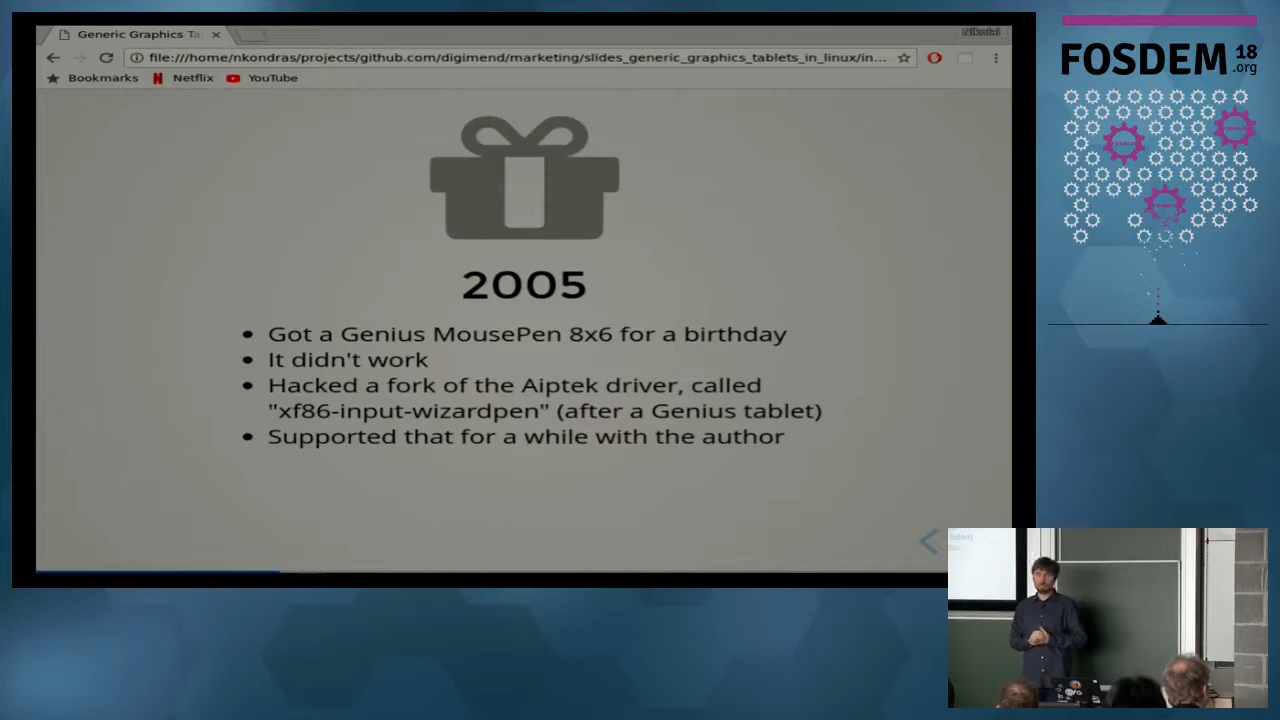 Generic Graphics Ta
Nikolai
file:///home/nkondras/projects/github.com/digimend/marketing/slides_generic_graphics_tablets_in_linux/in...
Bookmarks
Netflix
YouTube
2005
• Got a Genius MousePen 8x6 for a birthday
• It didn't work
• Hacked a fork of the Aiptek driver, called
"xf86-input-wizardpen" (after a Genius tablet)
• Supported that for a while with the author
FOSDEM 18
.org